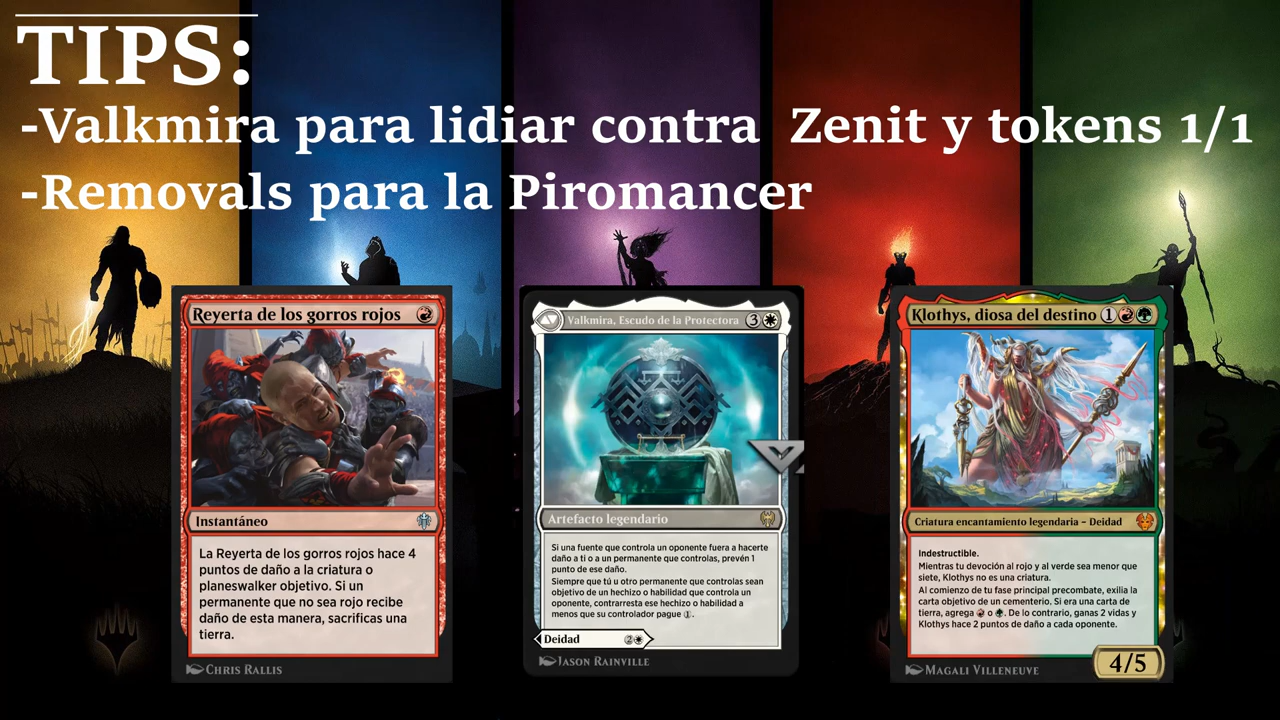 TIPS:
-Valkmira para lidiar contra Zenit y tokens 1/1
-Removals para la Piromancer
Reyerta de los gorros rojos
Instantáneo
La Reyerta de los gorros rojos hace 4
puntos de daño a la criatura o
planeswalker objetivo. Si un
permanente que no sea rojo recibe
daño de esta manera, sacrificas una
tierra.
CHRIS RALLIS
Valkmira, Escudo de la Protectora 3
Artefacto legendario
Si una fuente que controla un oponente fuera a hacerte
daño a ti o a un permanente que controlas, prevén 1
punto de ese daño.
Siempre que tú u otro permanente que controlas sean
objetivo de un hechizo o habilidad que controla un
oponente, contrarresta ese hechizo o habilidad a
menos que su controlador pague 1.
Deidad 2
JASON RAINVILLE
Klothys, diosa del destino 1
Criatura encantamiento legendaria – Deidad
Indestructible.
Mientras tu devoción al rojo y al verde sea menor que
siete, Klothys no es una criatura.
Al comienzo de tu fase principal precombate, exilia la
carta objetivo de un cementerio. Si era una carta de
tierra, agrega o . De lo contrario, ganas 2 vidas y
Klothys hace 2 puntos de daño a cada oponente.
4/5
MAGALI VILLENEUVE